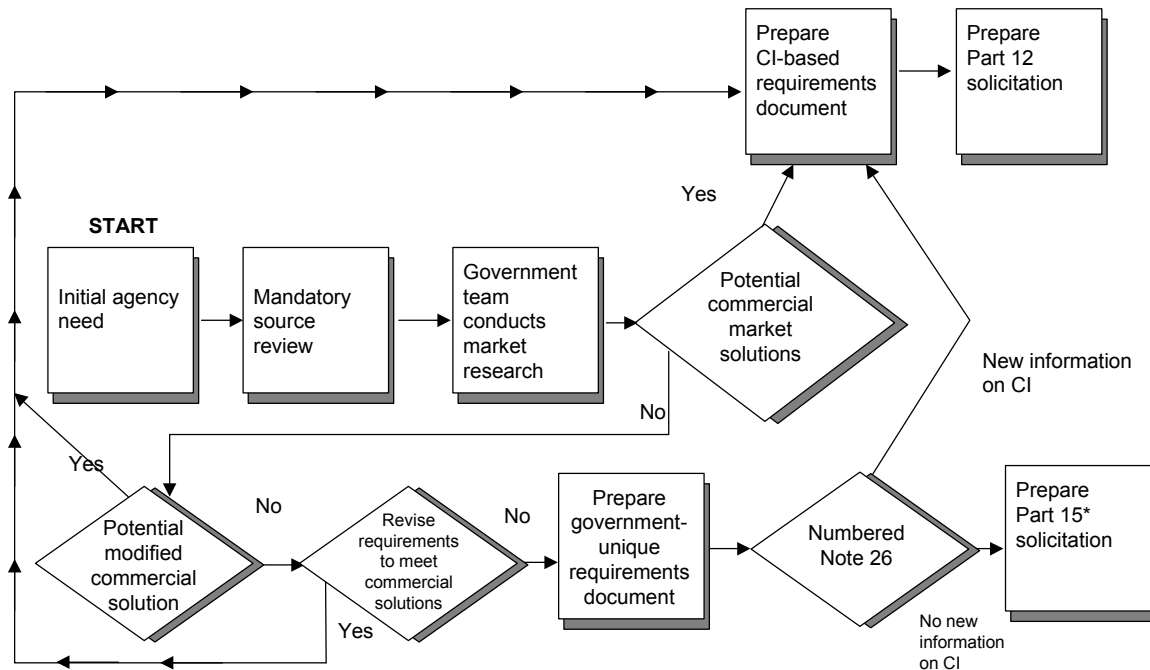 Prepare
CI-based
requirements
document
Prepare
Part 12
solicitation
Yes
START
Initial agency
need
Mandatory
source
review
Government
team
conducts
market
research
Potential
commercial
market
solutions
New information
on CI
No
Yes
Potential
modified
commercial
solution
No
Revise
requirements
to meet
commercial
solutions
Yes
No
Prepare
government-
unique
requirements
document
Numbered
Note 26
Prepare
Part 15*
solicitation
No new
information
on CI